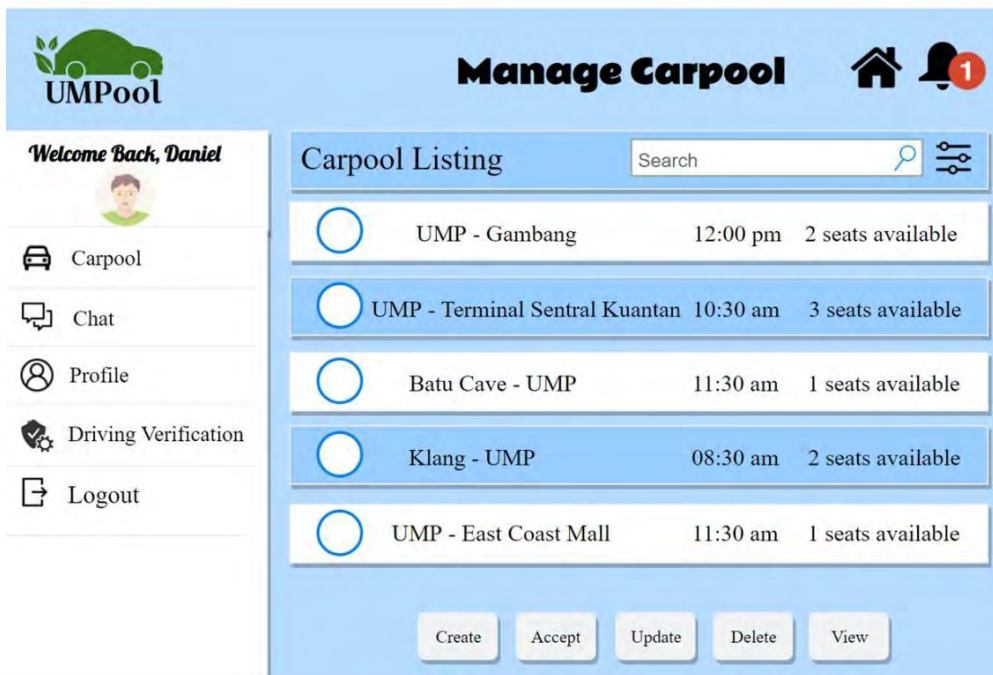 UMPool
Manage Carpool
1
Welcome Back, Daniel
Carpool
Chat
Profile
Driving Verification
Logout
Carpool Listing Search
UMP - Gambang 12:00 pm 2 seats available
UMP - Terminal Sentral Kuantan 10:30 am 3 seats available
Batu Cave - UMP 11:30 am 1 seats available
Klang - UMP 08:30 am 2 seats available
UMP - East Coast Mall 11:30 am 1 seats available
Create Accept Update Delete View